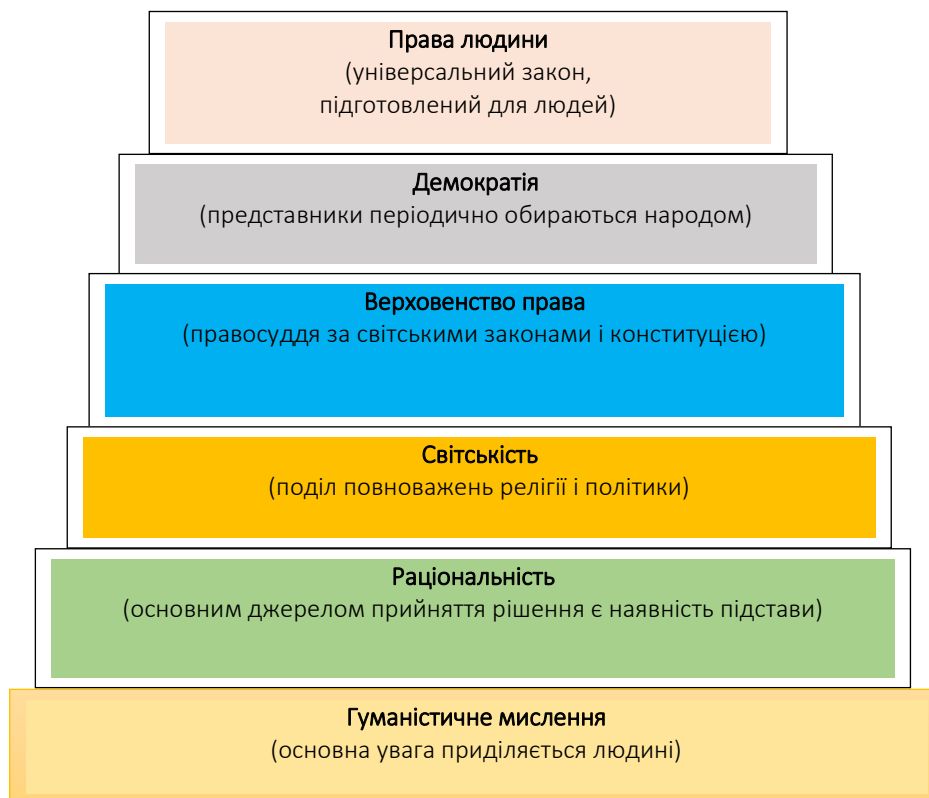 Права людини
(універсальний закон,
підготовлений для людей)
Демократія
(представники періодично обираються народом)
Верховенство права
(правосуддя за світськими законами і конституцією)
Світськість
(поділ повноважень релігії і політики)
Раціональність
(основним джерелом прийняття рішення є наявність підстави)
Гуманістичне мислення
(основна увага приділяється людині)